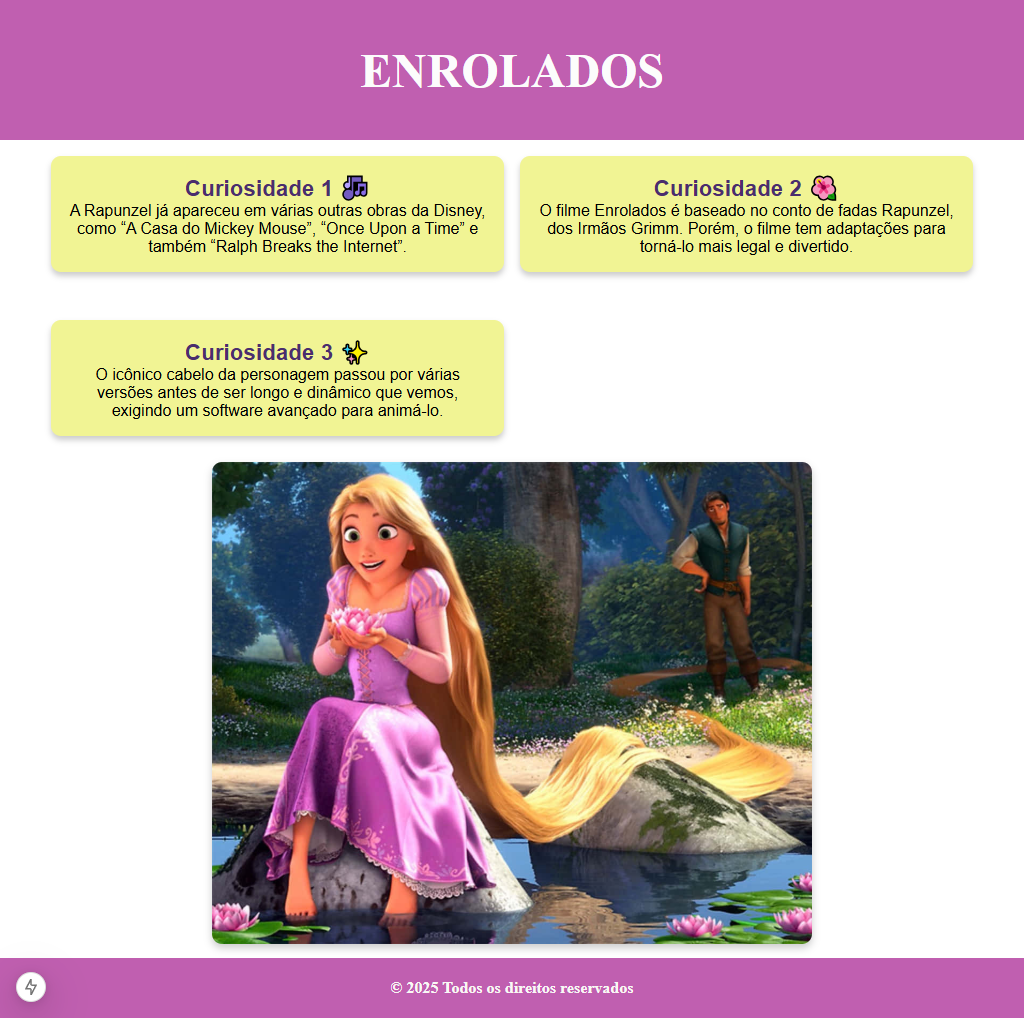 ENROLADOS
Curiosidade 1 🎶
A Rapunzel já apareceu em várias outras obras da Disney,
como “A Casa do Mickey Mouse”, “Once Upon a Time” e
também “Ralph Breaks the Internet”.
Curiosidade 2 🌺
O filme Enrolados é baseado no conto de fadas Rapunzel,
dos Irmãos Grimm. Porém, o filme tem adaptações para
torná-lo mais legal e divertido.
Curiosidade 3 ✨
O icônico cabelo da personagem passou por várias
versões antes de ser longo e dinâmico que vemos,
exigindo um software avançado para animá-lo.
© 2025 Todos os direitos reservados